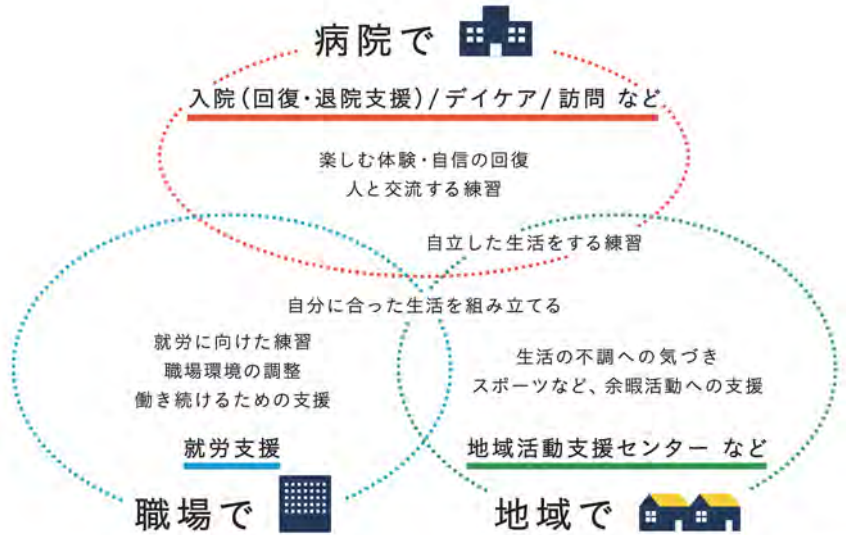 病院で
入院(回復・退院支援)/デイケア/訪問 など
楽しむ体験・自信の回復
人と交流する練習
自立した生活をする練習
自分に合った生活を組み立てる
就労に向けた練習
職場環境の調整
働き続けるための支援
就労支援
職場で
生活の不調への気づき
スポーツなど、余暇活動への支援
地域活動支援センター など
地域で